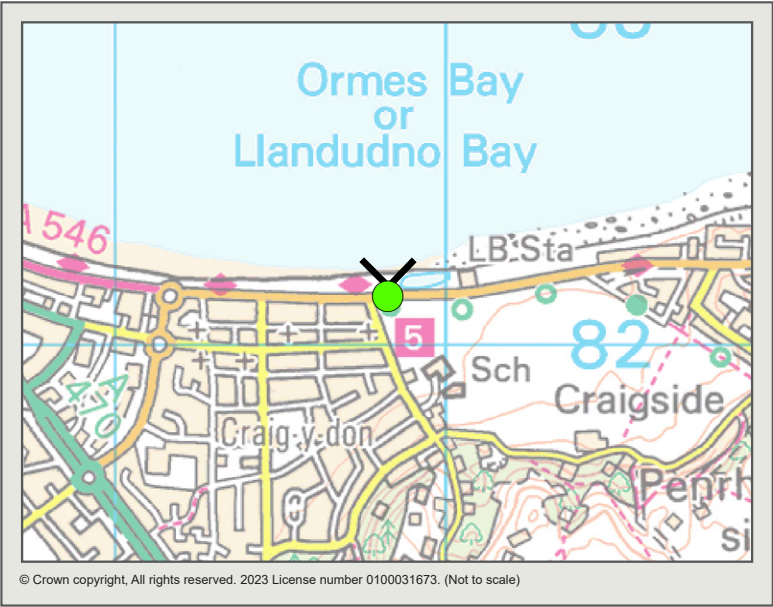 Ormes Bay
or
Llandudno Bay
A 546
LB Sta
5
82
Sch
Craigside
A 470
Craig-y-don
Penrh
si
© Crown copyright, All rights reserved. 2023 License number 0100031673. (Not to scale)